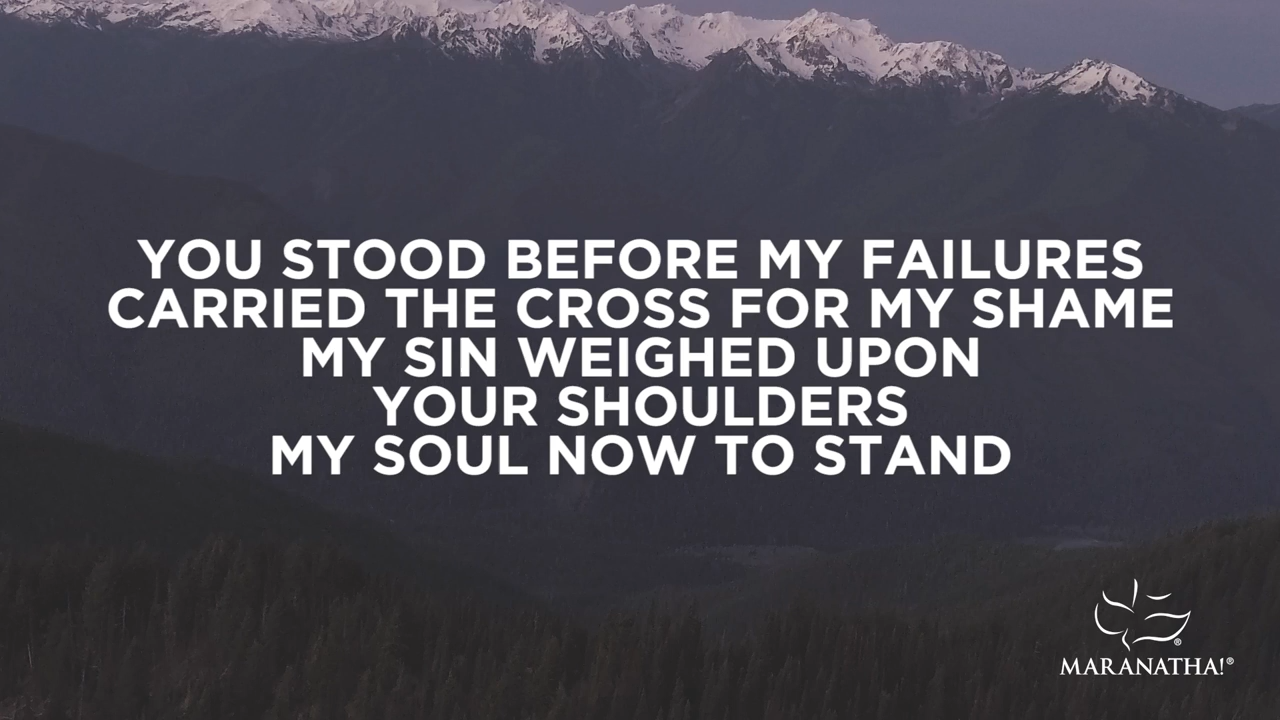 YOU STOOD BEFORE MY FAILURES
CARRIED THE CROSS FOR MY SHAME
MY SIN WEIGHED UPON
YOUR SHOULDERS
MY SOUL NOW TO STAND
MARANATHA!®